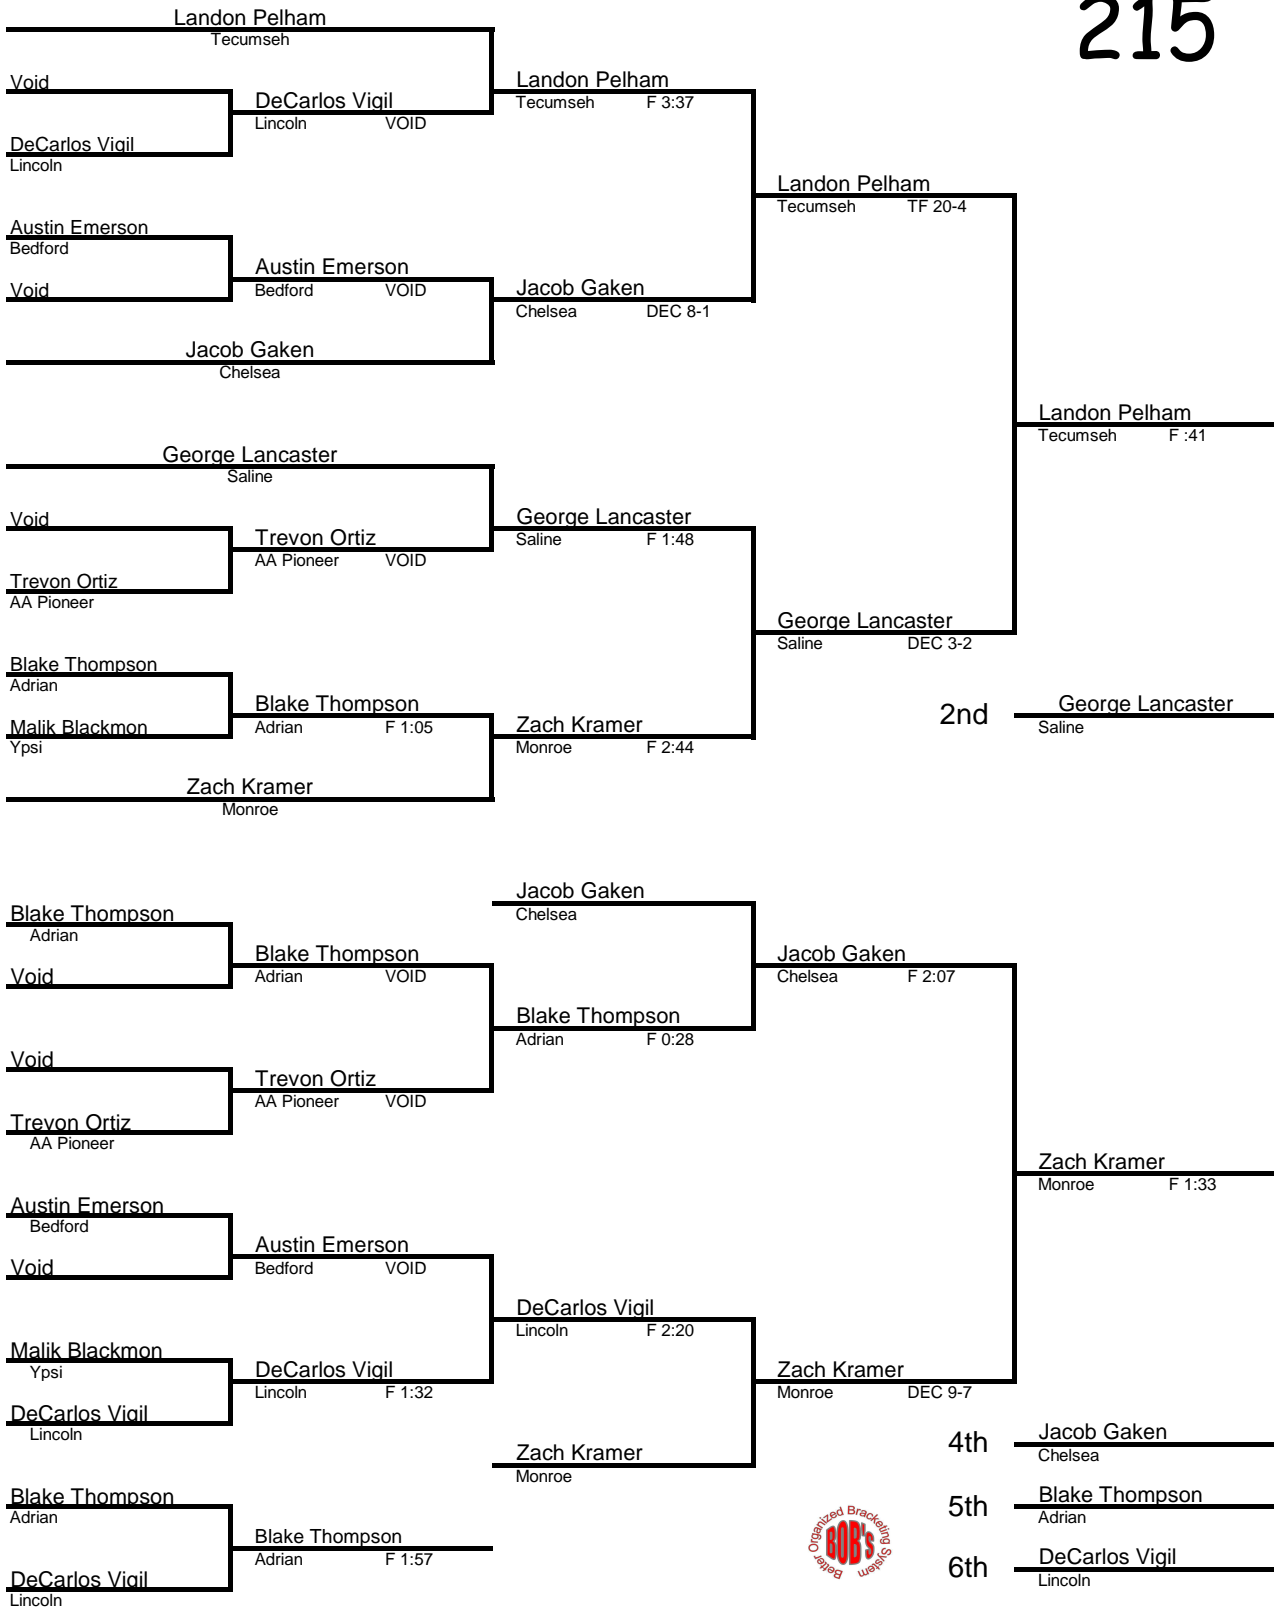 215
Landon Pelham
Tecumseh
Void
DeCarlos Vigil
Lincoln
DeCarlos Vigil
Lincoln VOID
Landon Pelham
Tecumseh F 3:37
Austin Emerson
Bedford
Void
Austin Emerson
Bedford VOID
Jacob Gaken
Chelsea
Jacob Gaken
Chelsea DEC 8-1
Landon Pelham
Tecumseh TF 20-4
George Lancaster
Saline
Void
Trevon Ortiz
AA Pioneer
Trevon Ortiz
AA Pioneer VOID
George Lancaster
Saline F 1:48
Blake Thompson
Adrian
Malik Blackmon
Ypsi
Blake Thompson
Adrian F 1:05
Zach Kramer
Monroe
Zach Kramer
Monroe F 2:44
George Lancaster
Saline DEC 3-2
Landon Pelham
Tecumseh F :41
2nd
George Lancaster
Saline
Blake Thompson
Adrian
Void
Blake Thompson
Adrian VOID
Void
Trevon Ortiz
AA Pioneer
Trevon Ortiz
AA Pioneer VOID
Jacob Gaken
Chelsea
Blake Thompson
Adrian F 0:28
Jacob Gaken
Chelsea F 2:07
Austin Emerson
Bedford
Void
Austin Emerson
Bedford VOID
Malik Blackmon
Ypsi
DeCarlos Vigil
Lincoln
DeCarlos Vigil
Lincoln F 1:32
DeCarlos Vigil
Lincoln F 2:20
Zach Kramer
Monroe
Zach Kramer
Monroe DEC 9-7
Zach Kramer
Monroe F 1:33
Blake Thompson
Adrian
DeCarlos Vigil
Lincoln
Blake Thompson
Adrian F 1:57
4th
Jacob Gaken
Chelsea
5th
Blake Thompson
Adrian
6th
DeCarlos Vigil
Lincoln
Better Organized Bracketing System
BOB'S